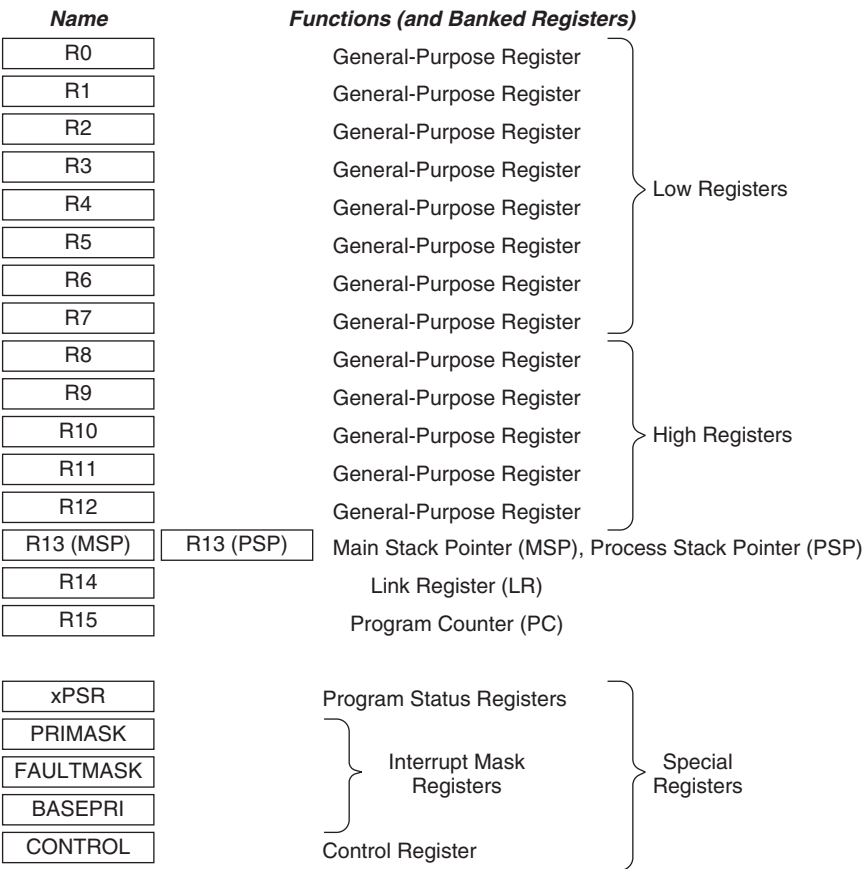 Name Functions (and Banked Registers)
R0 General-Purpose Register
R1 General-Purpose Register
R2 General-Purpose Register
R3 General-Purpose Register
Low Registers
R4 General-Purpose Register
R5 General-Purpose Register
R6 General-Purpose Register
R7 General-Purpose Register
R8 General-Purpose Register
R9 General-Purpose Register
R10 General-Purpose Register High Registers
R11 General-Purpose Register
R12 General-Purpose Register
R13 (MSP) R13 (PSP) Main Stack Pointer (MSP), Process Stack Pointer (PSP)
R14 Link Register (LR)
R15 Program Counter (PC)
xPSR Program Status Registers
PRIMASK
FAULTMASK Interrupt Mask Special
Registers Registers
BASEPRI
CONTROL Control Register